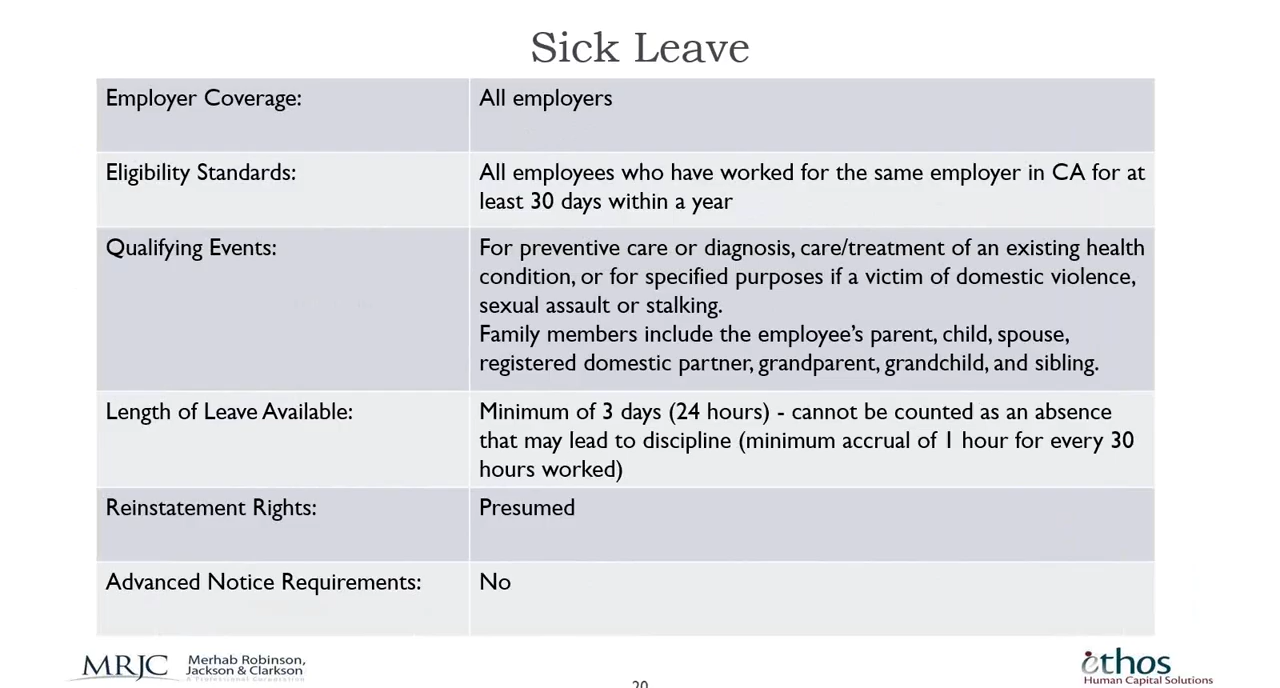 Sick Leave
Employer Coverage:
All employers
Eligibility Standards:
All employees who have worked for the same employer in CA for at
least 30 days within a year
Qualifying Events:
For preventive care or diagnosis, care/treatment of an existing health
condition, or for specified purposes if a victim of domestic violence,
sexual assault or stalking.
Family members include the employee's parent, child, spouse,
registered domestic partner, grandparent, grandchild, and sibling.
Length of Leave Available:
Minimum of 3 days (24 hours) - cannot be counted as an absence
that may lead to discipline (minimum accrual of 1 hour for every 30
hours worked)
Reinstatement Rights:
Presumed
Advanced Notice Requirements:
No
MRJC
Merhab Robinson,
Jackson & Clarkson
A Professional Corporation
ethos
Human Capital Solutions
20